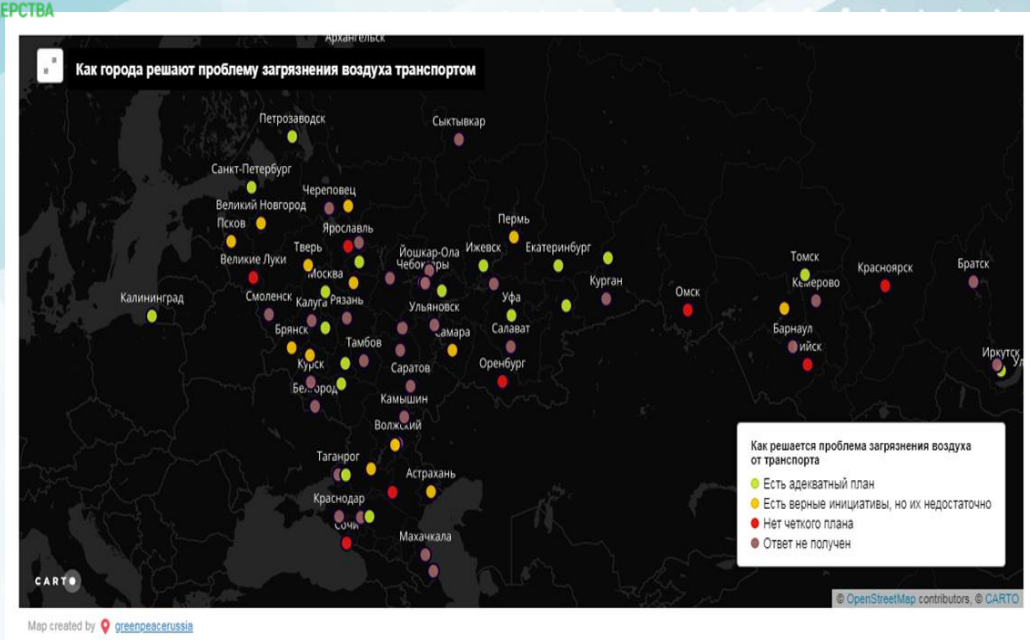 ЕРСТВА
Архангельск
Как города решают проблему загрязнения воздуха транспортом
Петрозаводск
Сыктывкар
Санкт-Петербург
Череповец
Великий Новгород
Псков
Ярославль
Пермь
Тверь
Йошкар-Ола
Ижевск
Екатеринбург
Великие Луки
Чебоксары
Томск
Красноярск
Братск
Москва
Кемерово
Калининград
Смоленск
Калуга
Рязань
Ульяновск
Уфа
Курган
Омск
Брянск
Самара
Салават
Барнаул
Тамбов
ийск
Курск
Саратов
Оренбург
Иркутск
Ул
Белгород
Камышин
Волжский
Таганрог
Астрахань
Краснодар
Сочи
Махачкала
Как решается проблема загрязнения воздуха
от транспорта
Есть адекватный план
Есть верные инициативы, но их недостаточно
Нет четкого плана
Ответ не получен
CARTO
© OpenStreetMap contributors, © CARTO
Map created by greenpeacerussia